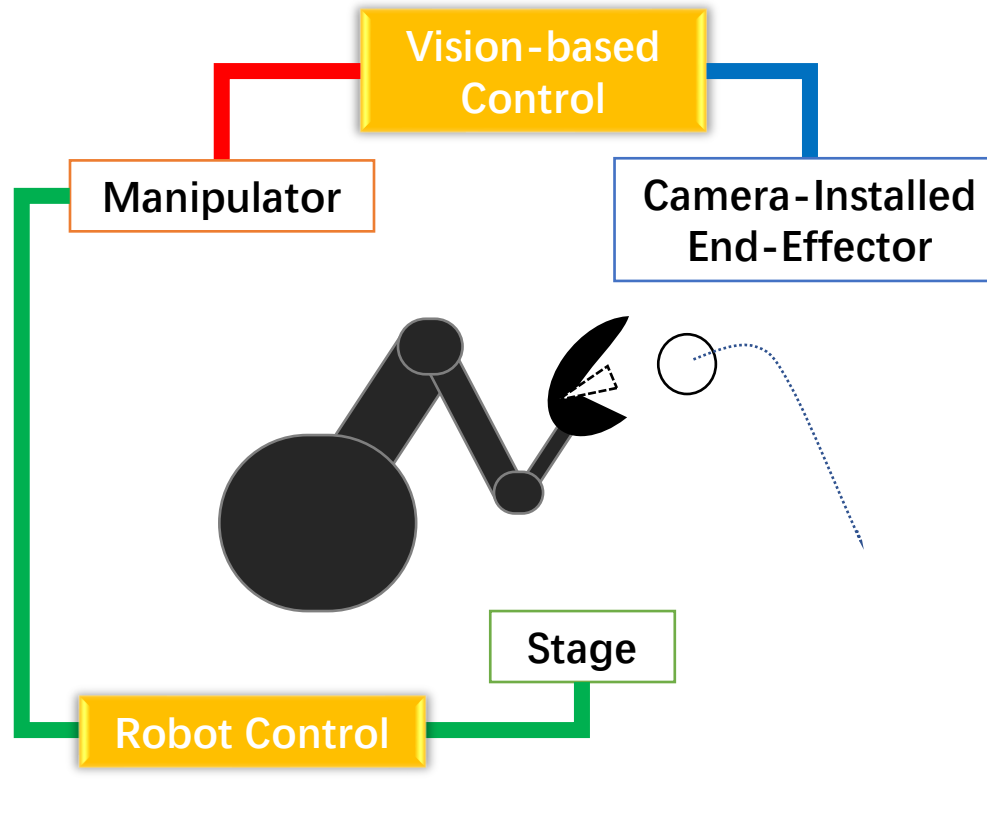 Vision-based
Control
Manipulator
Camera-Installed
End-Effector
Stage
Robot Control